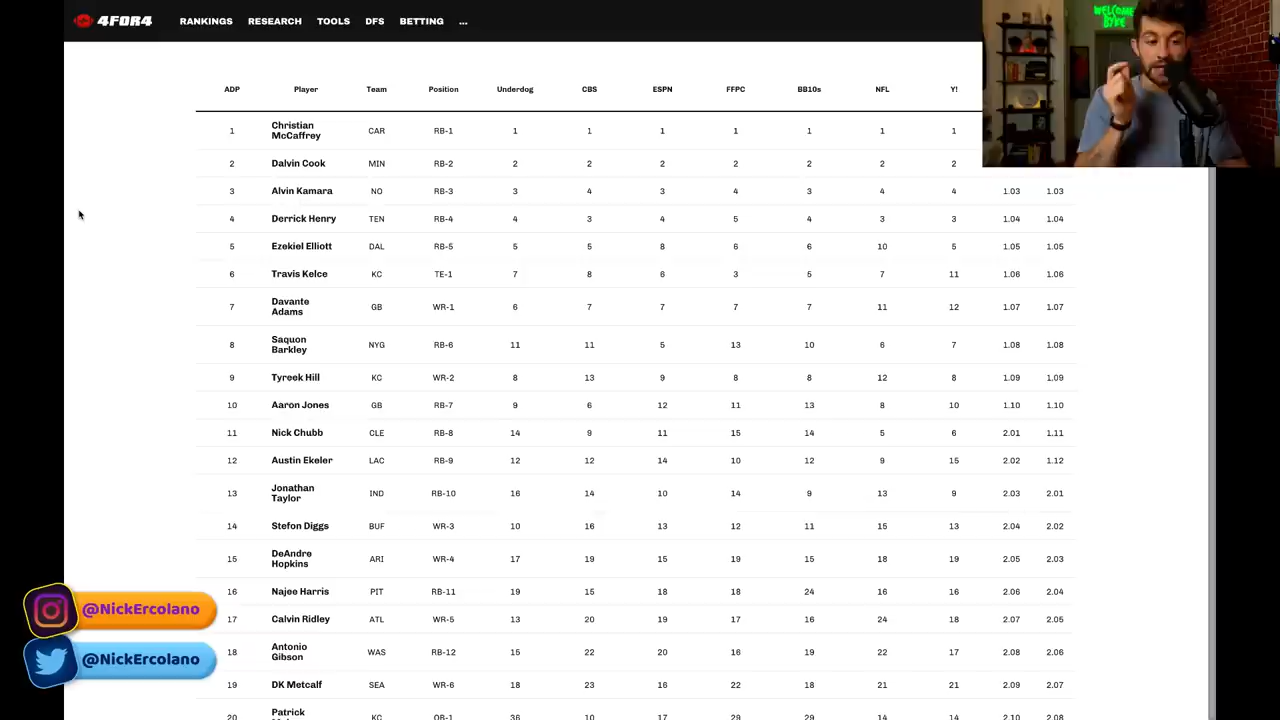 4FOR4 RANKINGS RESEARCH TOOLS DFS BETTING ...
WELCOME
BYKE
ADP Player Team Position Underdog CBS ESPN FFPC BB10s NFL Y!
1 Christian McCaffrey CAR RB-1 1 1 1 1 1 1 1
2 Dalvin Cook MIN RB-2 2 2 2 2 2 2 2
3 Alvin Kamara NO RB-3 3 4 3 4 3 4 4 1.03 1.03
4 Derrick Henry TEN RB-4 4 3 4 5 4 3 3 1.04 1.04
5 Ezekiel Elliott DAL RB-5 5 5 8 6 6 10 5 1.05 1.05
6 Travis Kelce KC TE-1 7 8 6 3 5 7 11 1.06 1.06
7 Davante Adams GB WR-1 6 7 7 7 7 11 12 1.07 1.07
8 Saquon Barkley NYG RB-6 11 11 5 13 10 6 7 1.08 1.08
9 Tyreek Hill KC WR-2 8 13 9 8 8 12 8 1.09 1.09
10 Aaron Jones GB RB-7 9 6 12 11 13 8 10 1.10 1.10
11 Nick Chubb CLE RB-8 14 9 11 15 14 5 6 2.01 1.11
12 Austin Ekeler LAC RB-9 12 12 14 10 12 9 15 2.02 1.12
13 Jonathan Taylor IND RB-10 16 14 10 14 9 13 9 2.03 2.01
14 Stefon Diggs BUF WR-3 10 16 13 12 11 15 13 2.04 2.02
15 DeAndre Hopkins ARI WR-4 17 19 15 19 15 18 19 2.05 2.03
16 Najee Harris PIT RB-11 19 15 18 18 24 16 16 2.06 2.04
17 Calvin Ridley ATL WR-5 13 20 19 17 16 24 18 2.07 2.05
18 Antonio Gibson WAS RB-12 15 22 20 16 19 22 17 2.08 2.06
19 DK Metcalf SEA WR-6 18 23 16 22 18 21 21 2.09 2.07
20 Patrick KC QB-1 36 10 17 29 29 14 14 2.10 2.08
@NickErcolano
@NickErcolano